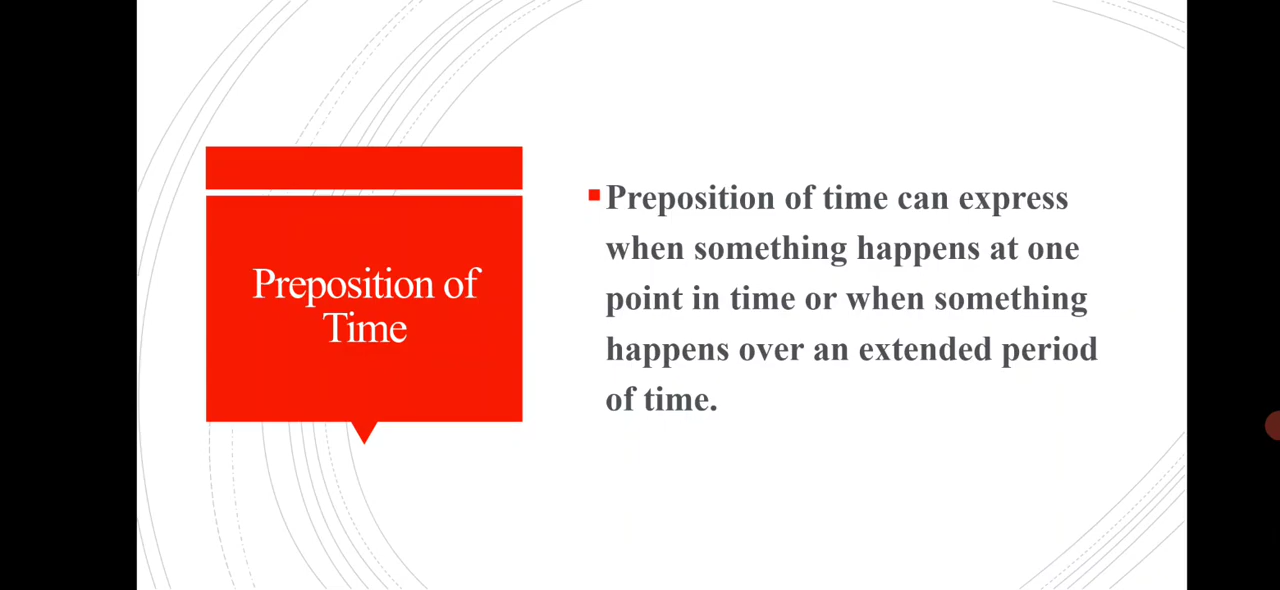 Preposition of
Time
Preposition of time can express
when something happens at one
point in time or when something
happens over an extended period
of time.